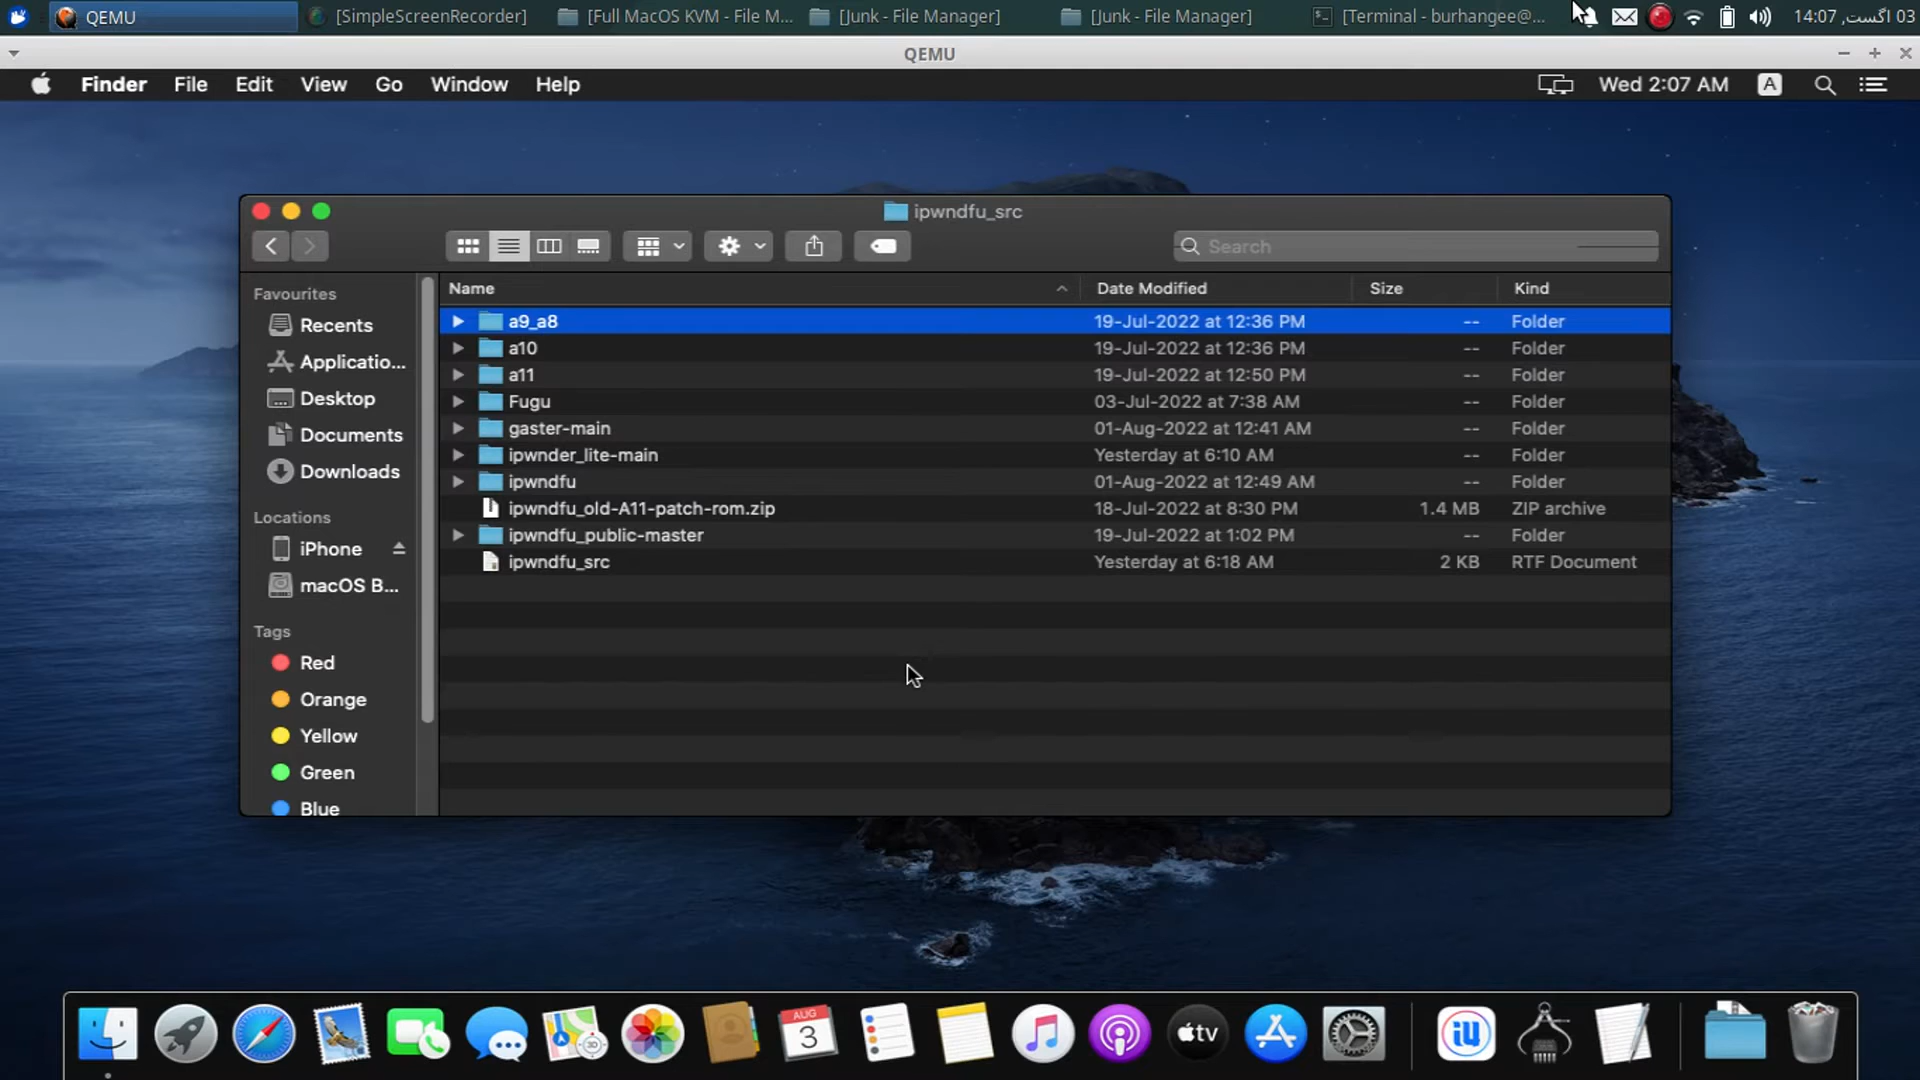 QEMU [SimpleScreenRecorder] [Full MacOS KVM - File M... [Junk - File Manager] [Junk - File Manager] [Terminal - burhangee@... 14:07 ,اگست 03
QEMU
Finder File Edit View Go Window Help Wed 2:07 AM A
ipwndfu_src
Search
Favourites
Recents
Applicatio...
Desktop
Documents
Downloads
Locations
iPhone
macOS B...
Tags
Red
Orange
Yellow
Green
Blue
Name Date Modified Size Kind
a9_a8 19-Jul-2022 at 12:36 PM -- Folder
a10 19-Jul-2022 at 12:36 PM -- Folder
a11 19-Jul-2022 at 12:50 PM -- Folder
Fugu 03-Jul-2022 at 7:38 AM -- Folder
gaster-main 01-Aug-2022 at 12:41 AM -- Folder
ipwnder_lite-main Yesterday at 6:10 AM -- Folder
ipwndfu 01-Aug-2022 at 12:49 AM -- Folder
ipwndfu_old-A11-patch-rom.zip 18-Jul-2022 at 8:30 PM 1.4 MB ZIP archive
ipwndfu_public-master 19-Jul-2022 at 1:02 PM -- Folder
ipwndfu_src Yesterday at 6:18 AM 2 KB RTF Document
AUG
3
3D
tv
iU